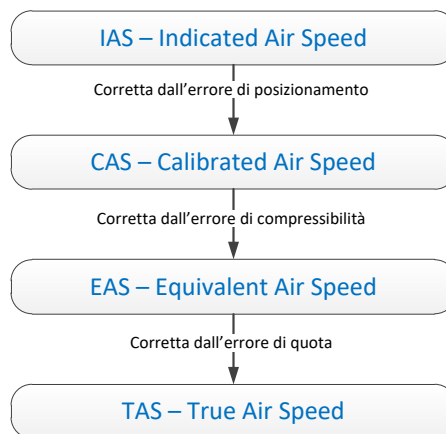 IAS – Indicated Air Speed
Corretta dall'errore di posizionamento
CAS – Calibrated Air Speed
Corretta dall'errore di compressibilità
EAS – Equivalent Air Speed
Corretta dall'errore di quota
TAS – True Air Speed